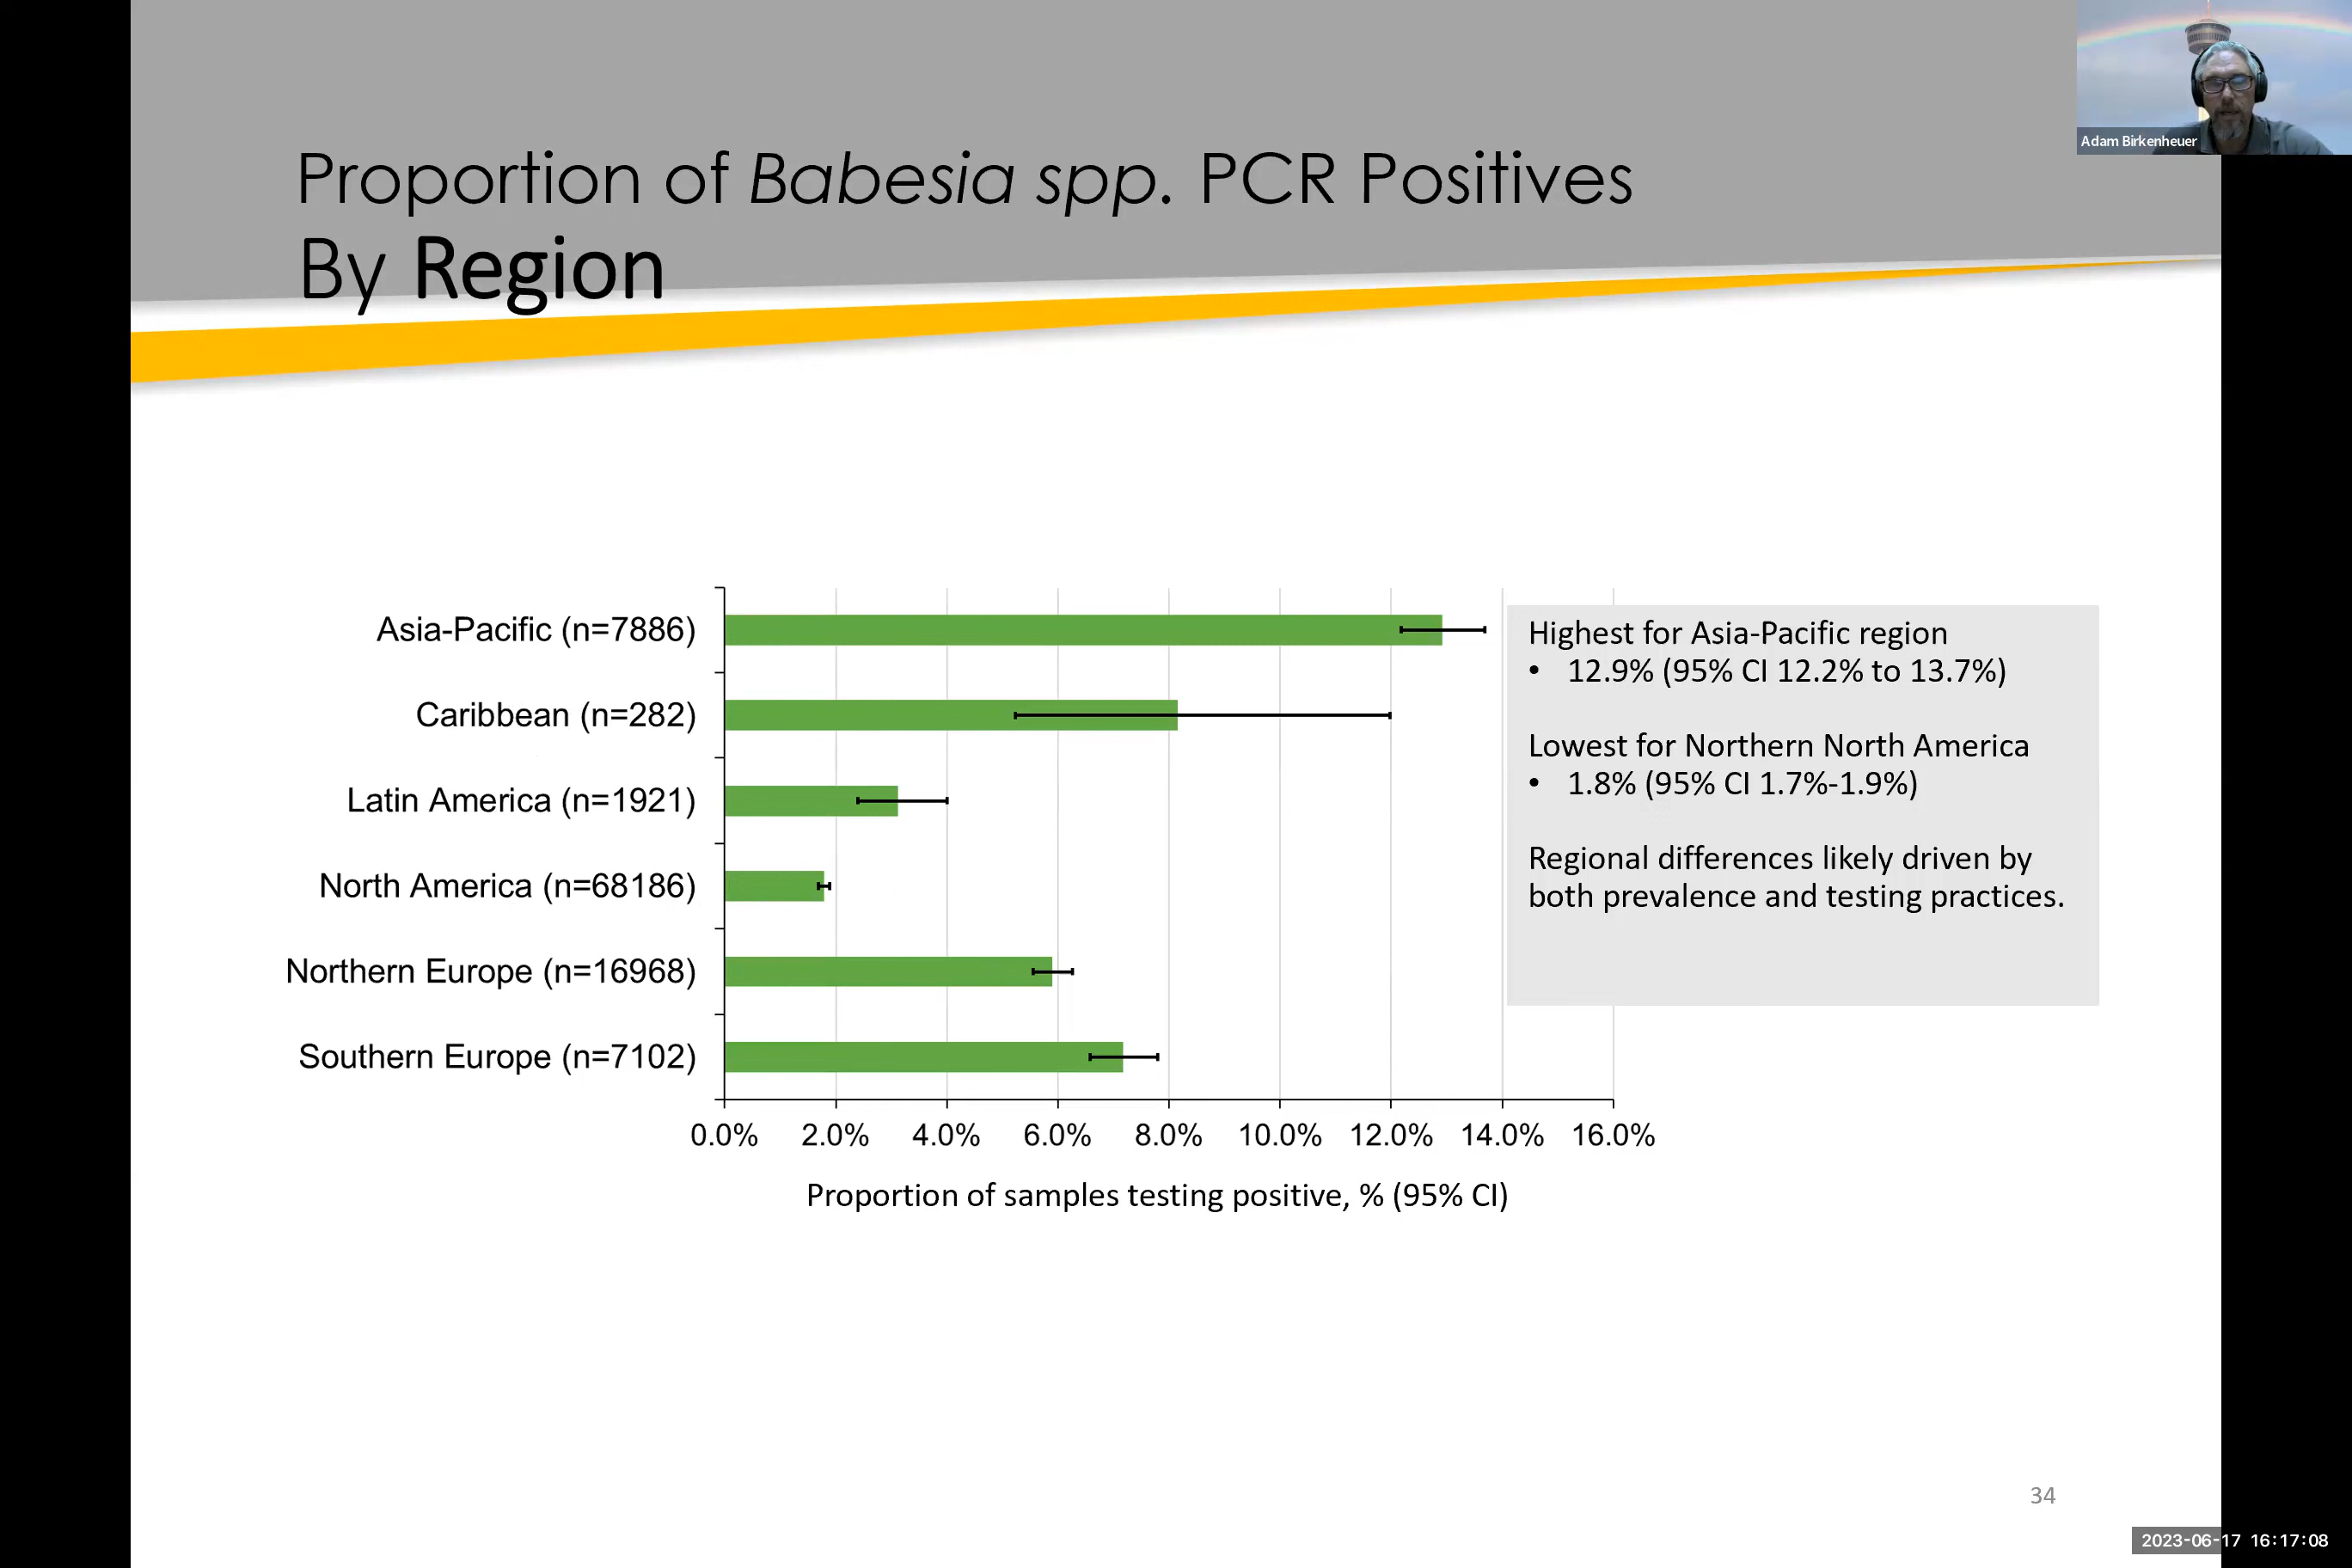 Adam Birkenheuer
Proportion of Babesia spp. PCR Positives
By Region
Asia-Pacific (n=7886)
Caribbean (n=282)
Latin America (n=1921)
North America (n=68186)
Northern Europe (n=16968)
Southern Europe (n=7102)
0.0% 2.0% 4.0% 6.0% 8.0% 10.0% 12.0% 14.0% 16.0%
Proportion of samples testing positive, % (95% CI)
Highest for Asia-Pacific region
• 12.9% (95% CI 12.2% to 13.7%)
Lowest for Northern North America
• 1.8% (95% CI 1.7%-1.9%)
Regional differences likely driven by
both prevalence and testing practices.
34
2023-06-17 16:17:08